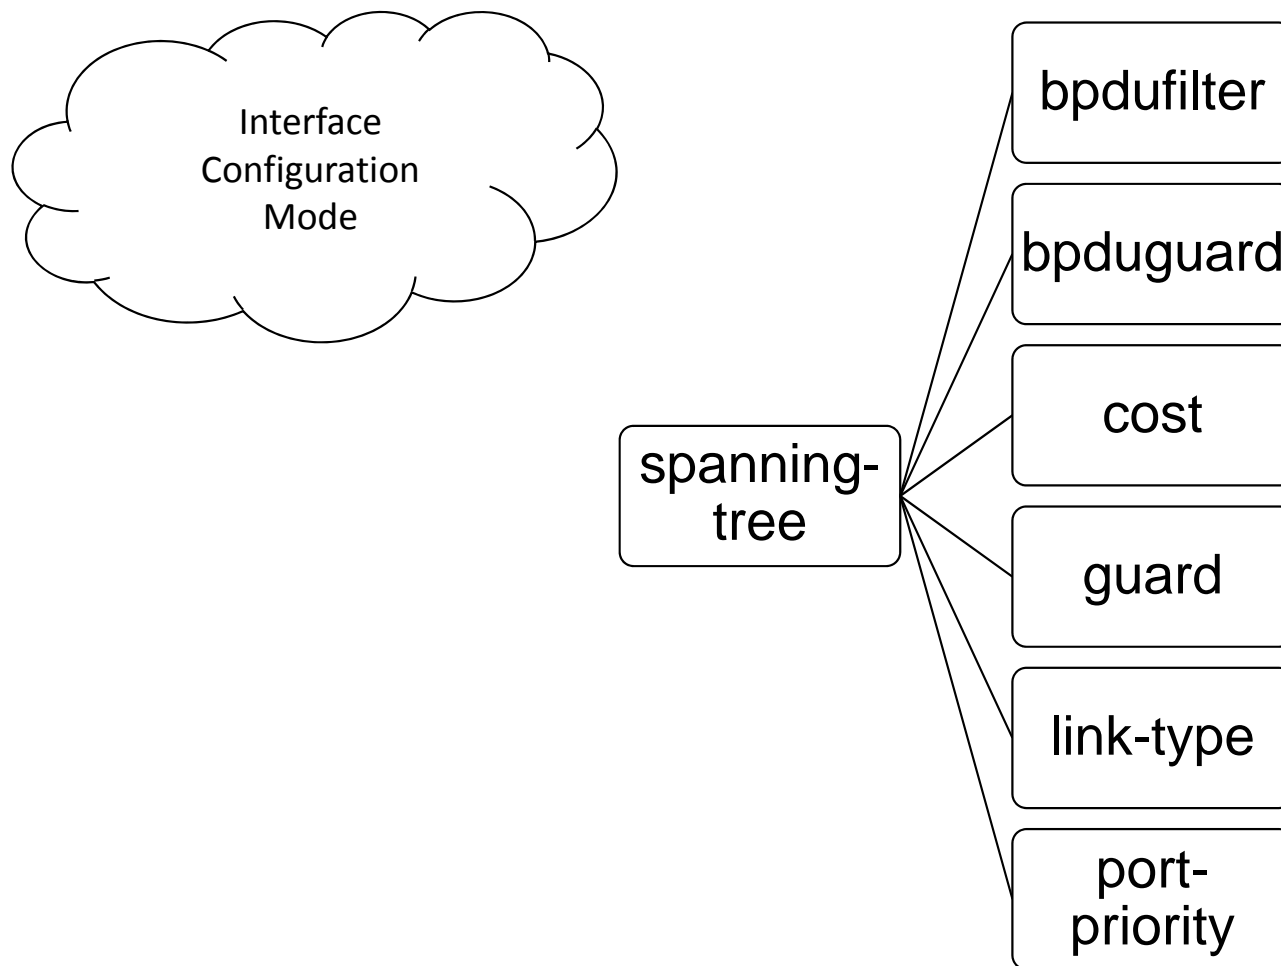 Interface
Configuration
Mode
bpdufilter
bpduguard
cost
spanning-
tree
guard
link-type
port-
priority